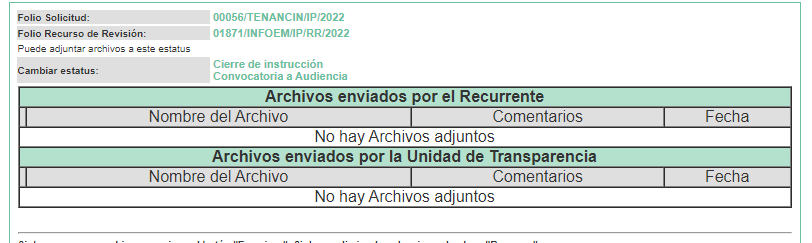 Folio Solicitud: 00056/TENANCIN/IP/2022
Folio Recurso de Revisión: 01871/INFOEM/IP/RR/2022
Puede adjuntar archivos a este estatus
Cambiar estatus: Cierre de instrucción
Convocatoria a Audiencia
Archivos enviados por el Recurrente
Nombre del Archivo Comentarios Fecha
No hay Archivos adjuntos
Archivos enviados por la Unidad de Transparencia
Nombre del Archivo Comentarios Fecha
No hay Archivos adjuntos